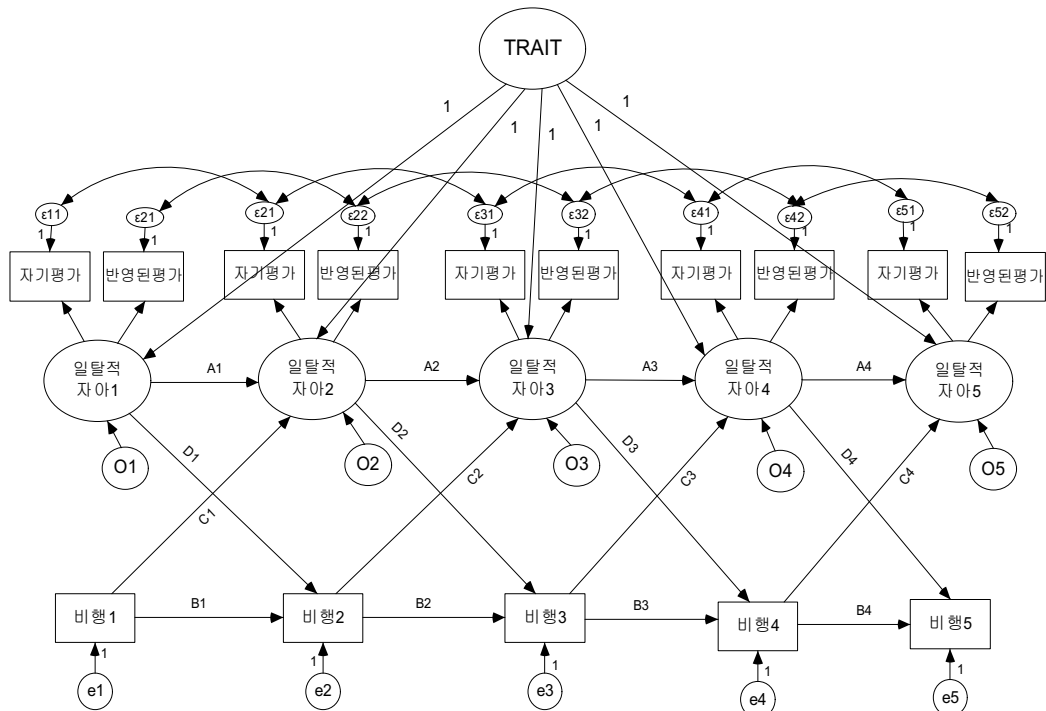 TRAIT
1
1
1
1
1
ε11
ε21
ε21
ε22
ε31
ε32
ε41
ε42
ε51
ε52
1
1
1
1
1
1
1
1
1
1
자기평가
반영된평가
자기평가
반영된평가
자기평가
반영된평가
자기평가
반영된평가
자기평가
반영된평가
일탈적
자아1
A1
일탈적
자아2
A2
일탈적
자아3
A3
일탈적
자아4
A4
일탈적
자아5
O1
O2
O3
O4
O5
D1
C1
D2
C2
D3
C3
D4
C4
비행1
B1
비행2
B2
비행3
B3
비행4
B4
비행5
1
1
1
1
1
e1
e2
e3
e4
e5